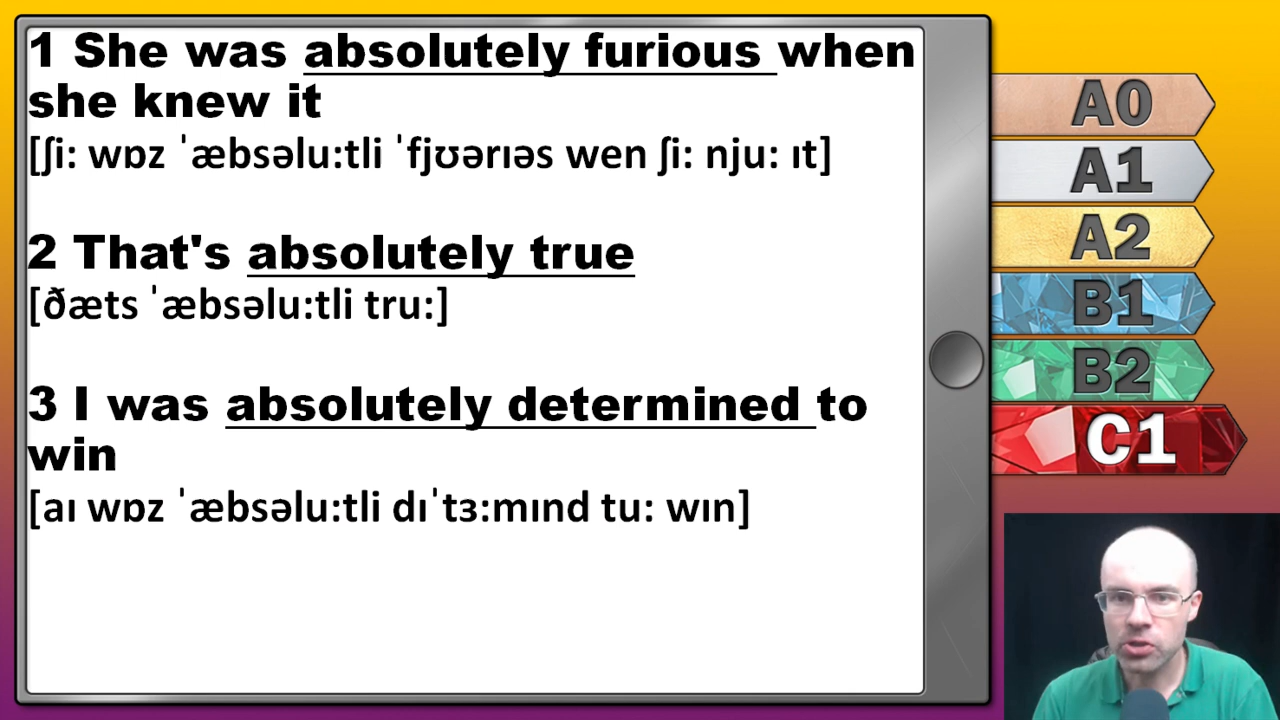 1 She was absolutely furious when
she knew it
[ʃi: wɒz ˈæbsəlu:tli ˈfjʊərɪəs wen ʃi: nju: ɪt]
2 That's absolutely true
[ðæts ˈæbsəlu:tli tru:]
3 I was absolutely determined to
win
[aɪ wɒz ˈæbsəlu:tli dɪˈtɜ:mɪnd tu: wɪn]
A0
A1
A2
B1
B2
C1